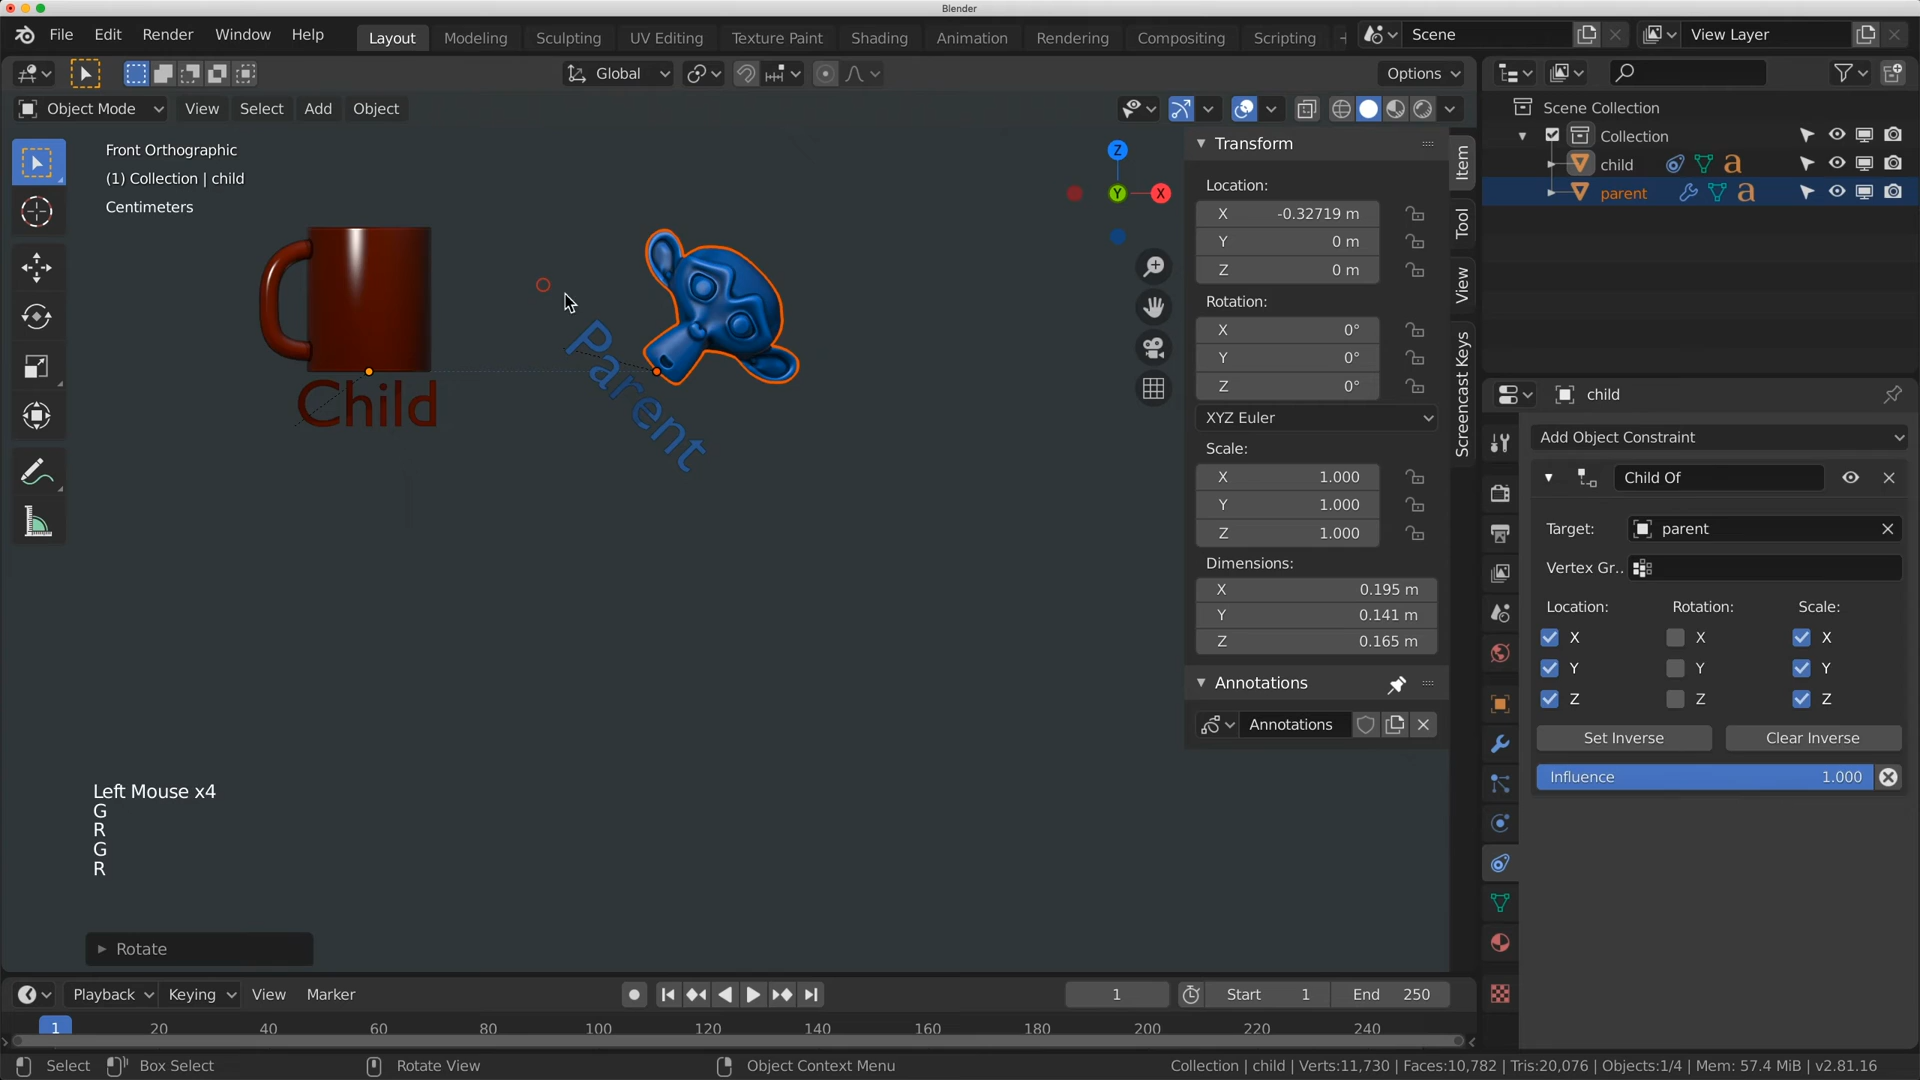 Blender
File Edit Render Window Help Layout Modeling Sculpting UV Editing Texture Paint Shading Animation Rendering Compositing Scripting Scene View Layer
Global Options
Object Mode View Select Add Object
Front Orthographic
(1) Collection | child
Centimeters
Z
Y
X
Child
Parent
Left Mouse x4
G
R
G
R
Rotate
Transform
Location:
X -0.32719 m
Y 0 m
Z 0 m
Rotation:
X 0°
Y 0°
Z 0°
XYZ Euler
Scale:
X 1.000
Y 1.000
Z 1.000
Dimensions:
X 0.195 m
Y 0.141 m
Z 0.165 m
Annotations
Annotations
Item
Tool
View
Screencast Keys
Scene Collection
Collection
child
parent
child
Add Object Constraint
Child Of
Target: parent
Vertex Gr..
Location: Rotation: Scale:
X X X
Y Y Y
Z Z Z
Set Inverse Clear Inverse
Influence 1.000
Playback Keying View Marker 1 Start 1 End 250
1 20 40 60 80 100 120 140 160 180 200 220 240
Select Box Select Rotate View Object Context Menu Collection | child | Verts:11,730 | Faces:10,782 | Tris:20,076 | Objects:1/4 | Mem: 57.4 MiB | v2.81.16